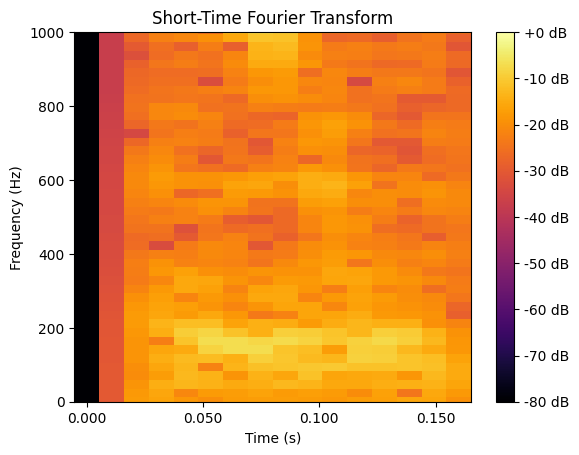 Short-Time Fourier Transform
1000
800
600
400
200
0
Frequency (Hz)
0.000
0.050
0.100
0.150
Time (s)
+0 dB
-10 dB
-20 dB
-30 dB
-40 dB
-50 dB
-60 dB
-70 dB
-80 dB